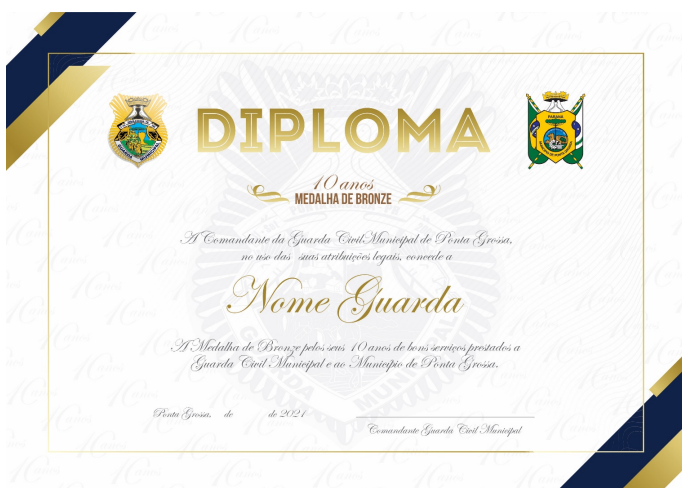 DIPLOMA
10 anos
MEDALHA DE BRONZE
A Comandante da Guarda Civil Municipal de Ponta Grossa,
no uso das suas atribuições legais, concede a
Nome Guarda
A Medalha de Bronze pelos seus 10 anos de bons serviços prestados a
Guarda Civil Municipal e ao Município de Ponta Grossa.
Ponta Grossa, de de 2021
Comandante Guarda Civil Municipal